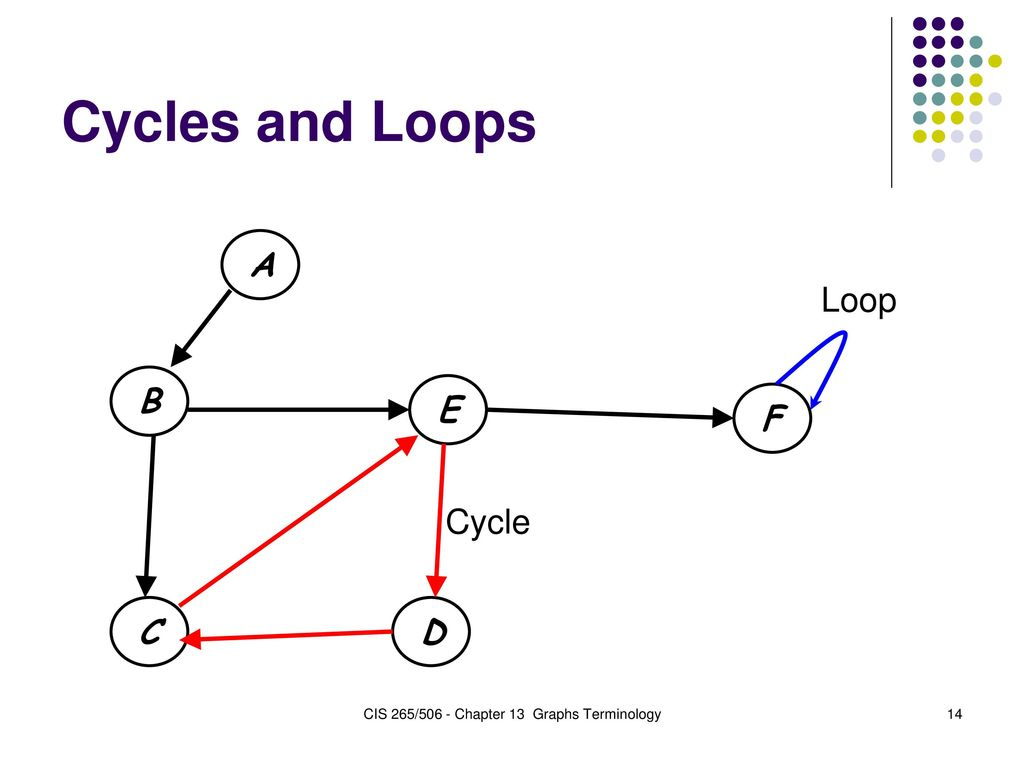 Cycles and Loops
A
Loop
B
E
F
Cycle
C
D
CIS 265/506 - Chapter 13 Graphs Terminology
14